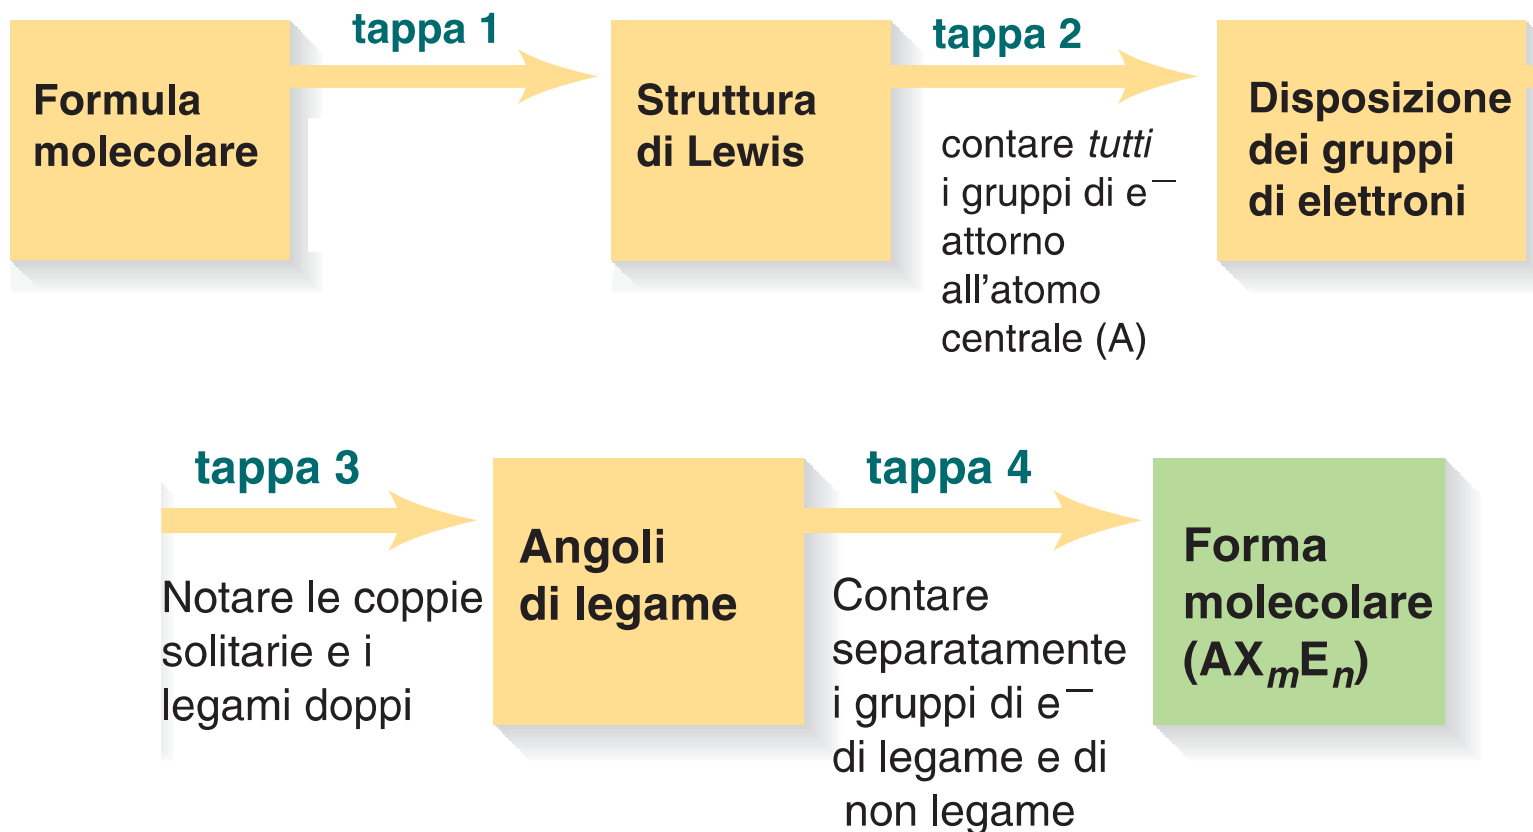 tappa 1
tappa 2
Formula
molecolare
Struttura
di Lewis
contare tutti
i gruppi di e⁻
attorno
all'atomo
centrale (A)
Disposizione
dei gruppi
di elettroni
tappa 3
Notare le coppie
solitarie e i
legami doppi
Angoli
di legame
tappa 4
Contare
separatamente
i gruppi di e⁻
di legame e di
non legame
Forma
molecolare
(AXₘEₙ)